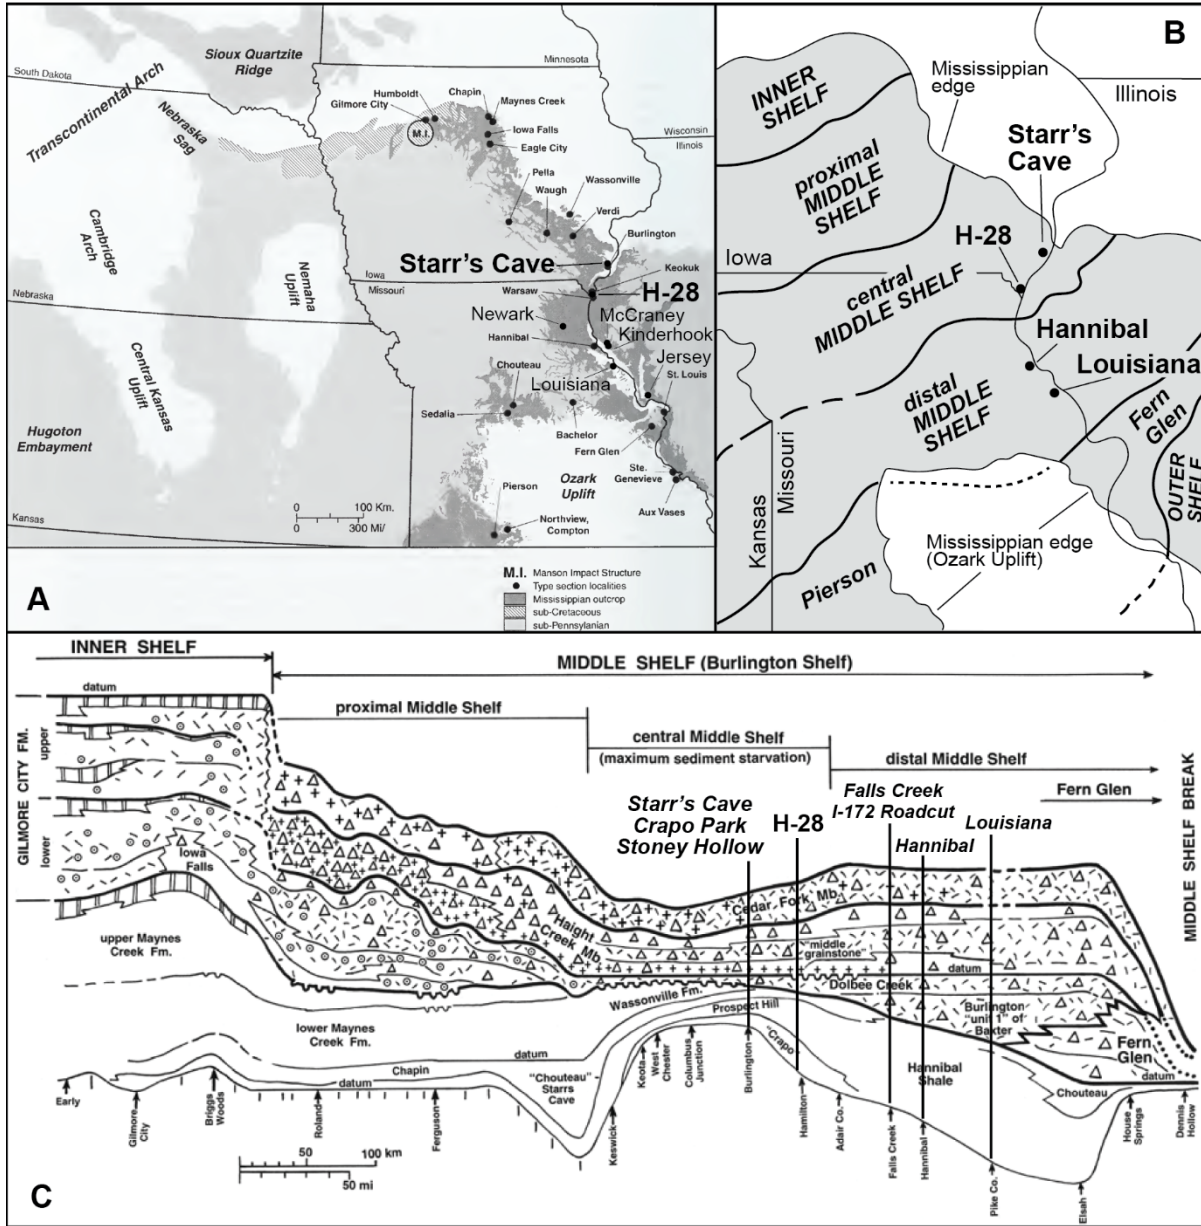 Sioux Quartzite
Ridge
Minnesota
South Dakota
Transcontinental Arch
Nebraska
Sag
Humboldt
Gilmore City
M.I.
Chapin
Maynes Creek
Iowa Falls
Eagle City
Wisconsin
Illinois
Pella
Waugh
Wassonville
Verdi
Burlington
Cambridge
Arch
Nemaha
Uplift
Starr's Cave
Keokuk
Iowa
Missouri
Warsaw
H-28
Nebraska
Kansas
Newark
McCraney
Kinderhook
Hannibal
Jersey
Chouteau
Louisiana
St. Louis
Central Kansas
Uplift
Sedalia
Bachelor
Fern Glen
Hugoton
Embayment
Ozark
Uplift
Ste.
Genevieve
Aux Vases
Pierson
0 100 Km.
0 300 Mi/
Northview,
Compton
Kansas
M.I. Manson Impact Structure
Type section localities
Mississippian outcrop
sub-Cretaceous
sub-Pennsylanian
A
B
INNER
SHELF
Mississippian
edge
Illinois
Starr's
Cave
proximal
MIDDLE
SHELF
H-28
Iowa
central
MIDDLE SHELF
Hannibal
Louisiana
distal
MIDDLE
SHELF
Fern
Glen
OUTER
SHELF
Kansas
Missouri
Pierson
Mississippian edge
(Ozark Uplift)
INNER SHELF
MIDDLE SHELF (Burlington Shelf)
datum
proximal Middle Shelf
central Middle Shelf
(maximum sediment starvation)
distal Middle Shelf
Fern Glen
MIDDLE SHELF BREAK
GILMORE CITY FM.
upper
lower
Starr's Cave
Crapo Park
Stoney Hollow
H-28
Falls Creek
I-172 Roadcut
Hannibal
Louisiana
Iowa
Falls
Cedar Fork Mb.
Haight
Creek Mb.
"middle
grainstone"
datum
Dolbee Creek
upper Maynes
Creek Fm.
Wassonville Fm.
Prospect Hill
Burlington
"unit 1" of
Baxter
Fern
Glen
lower Maynes
Creek Fm.
"Crapo"
Hannibal
Shale
datum
datum
Chapin
datum
"Chouteau"
Starrs
Cave
Chouteau
Early
Gilmore
City
Briggs
Woods
Roland
Ferguson
Keswick
Keota
West
Chester
Columbus
Junction
Burlington
Hamilton
Adair Co.
Falls Creek
Hannibal
Pike Co.
Elsah
House
Springs
Dennis
Hollow
50 100 km
50 mi
C